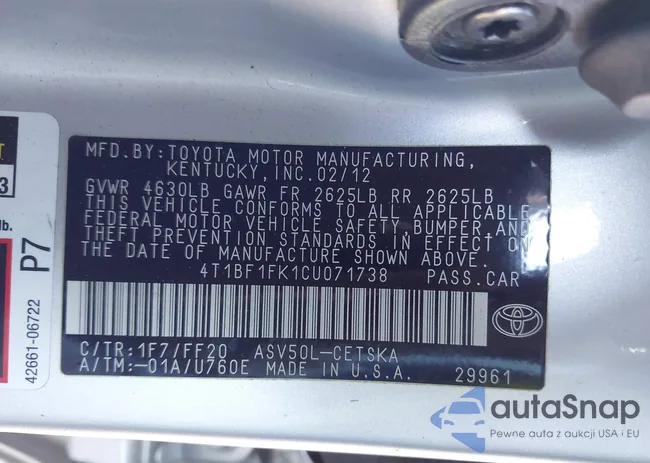 MFD.BY:TOYOTA MOTOR MANUFACTURING,
KENTUCKY,INC.02/12
GVWR 4630LB GAWR FR 2625LB RR 2625LB
THIS VEHICLE CONFORMS TO ALL APPLICABLE
FEDERAL MOTOR VEHICLE SAFETY,BUMPER,AND
THEFT PREVENTION STANDARDS IN EFFECT ON
THE DATE OF MANUFACTURE SHOWN ABOVE.
4T1BF1FK1CU071738 PASS.CAR
C/TR:1F7/FF20 ASV50L-CETSKA
A/TM:-01A/U760E MADE IN U.S.A. 29961
TOYOTA
3
lb.
P7
42661-06722
autaSnap
Pewne auta z aukcji USA i EU